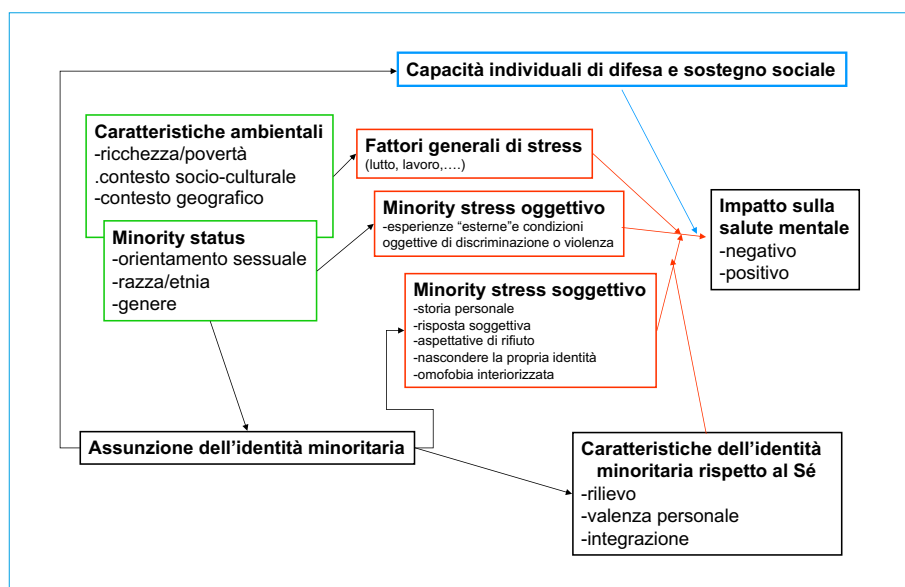 Capacità individuali di difesa e sostegno sociale
Caratteristiche ambientali
-ricchezza/povertà
.contesto socio-culturale
-contesto geografico
Fattori generali di stress
(lutto, lavoro,....)
Minority status
-orientamento sessuale
-razza/etnia
-genere
Minority stress oggettivo
-esperienze “esterne”e condizioni
oggettive di discriminazione o violenza
Impatto sulla
salute mentale
-negativo
-positivo
Minority stress soggettivo
-storia personale
-risposta soggettiva
-aspettative di rifiuto
-nascondere la propria identità
-omofobia interiorizzata
Assunzione dell’identità minoritaria
Caratteristiche dell’identità
minoritaria rispetto al Sé
-rilievo
-valenza personale
-integrazione